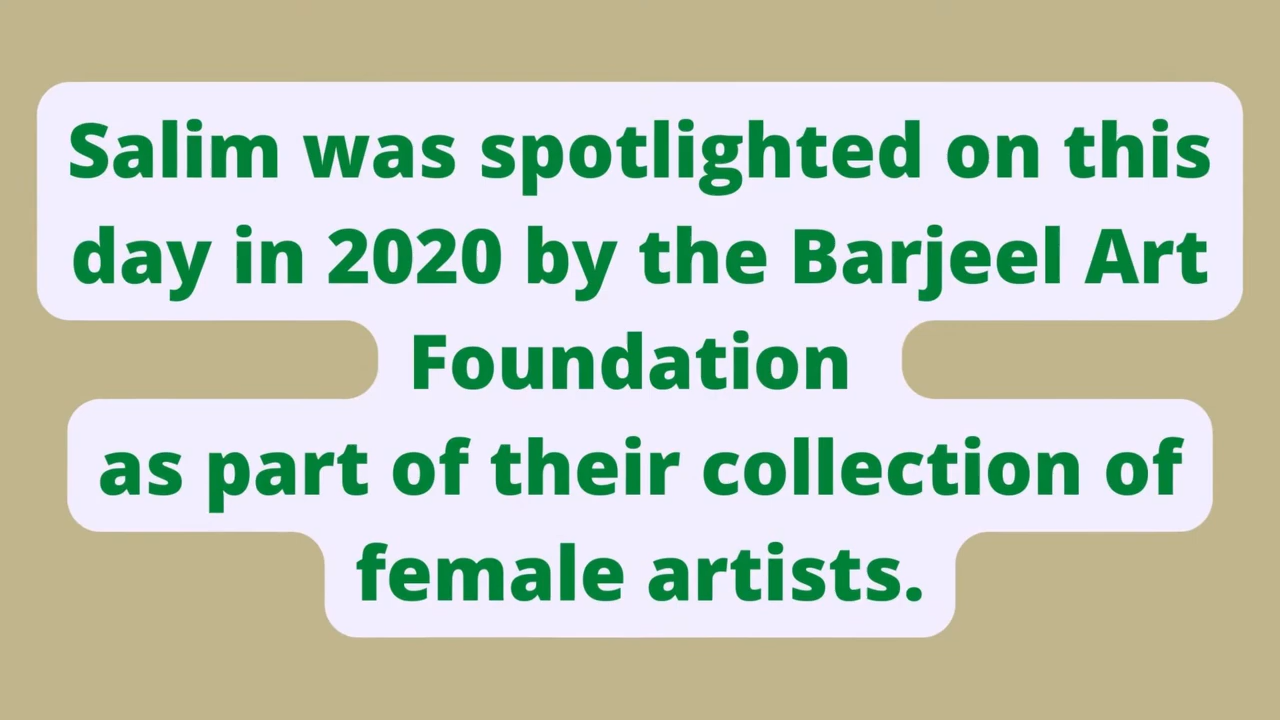 Salim was spotlighted on this
day in 2020 by the Barjeel Art
Foundation
as part of their collection of
female artists.